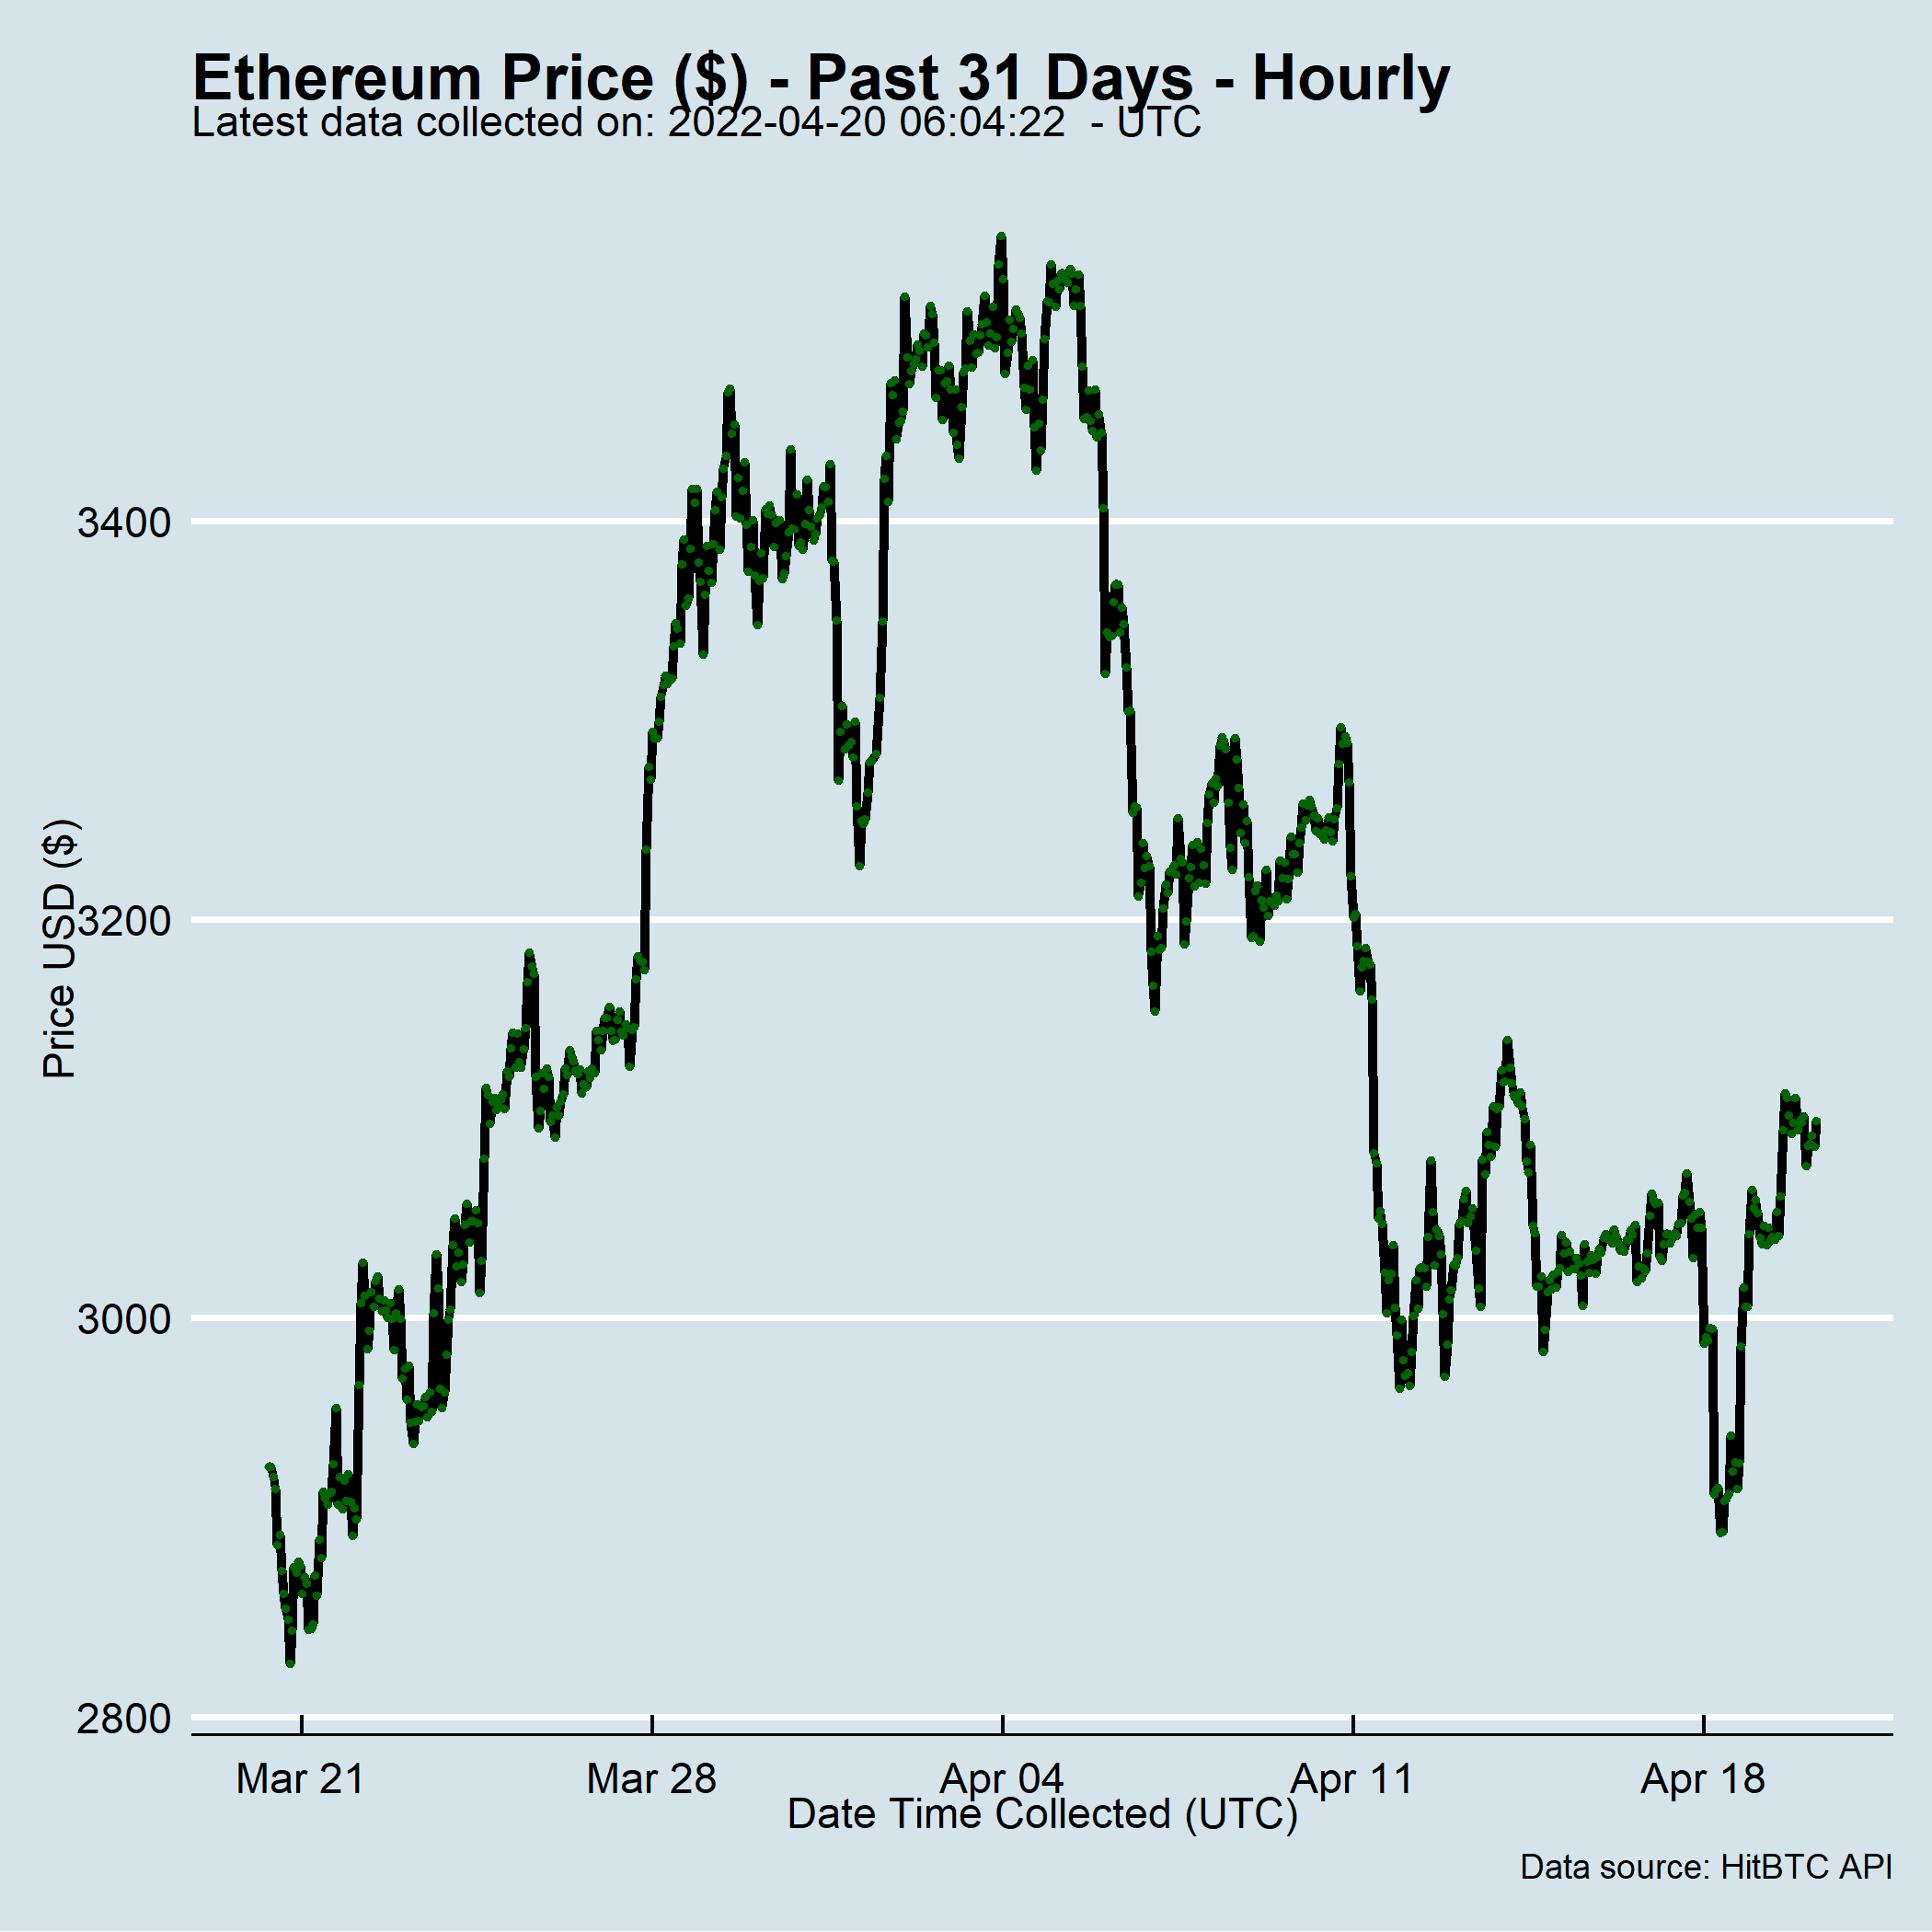 Ethereum Price ($) - Past 31 Days - Hourly
Latest data collected on: 2022-04-20 06:04:22  - UTC
Price USD ($)
3400
3200
3000
2800
Mar 21
Mar 28
Apr 04
Apr 11
Apr 18
Date Time Collected (UTC)
Data source: HitBTC API